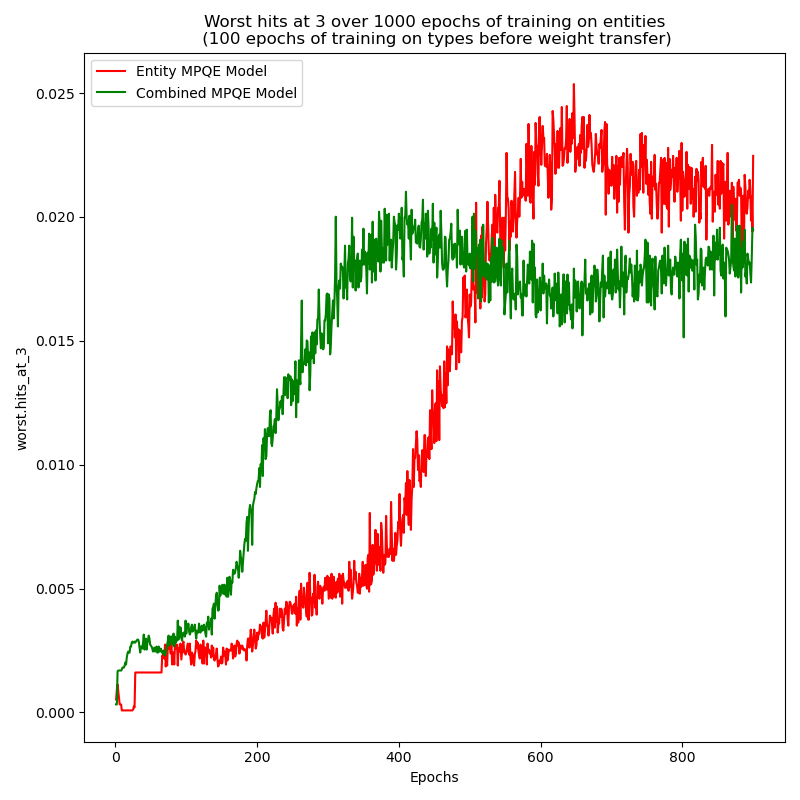 Worst hits at 3 over 1000 epochs of training on entities
(100 epochs of training on types before weight transfer)
Entity MPQE Model
Combined MPQE Model
0.025
0.020
0.015
0.010
0.005
0.000
worst.hits_at_3
0 200 400 600 800
Epochs